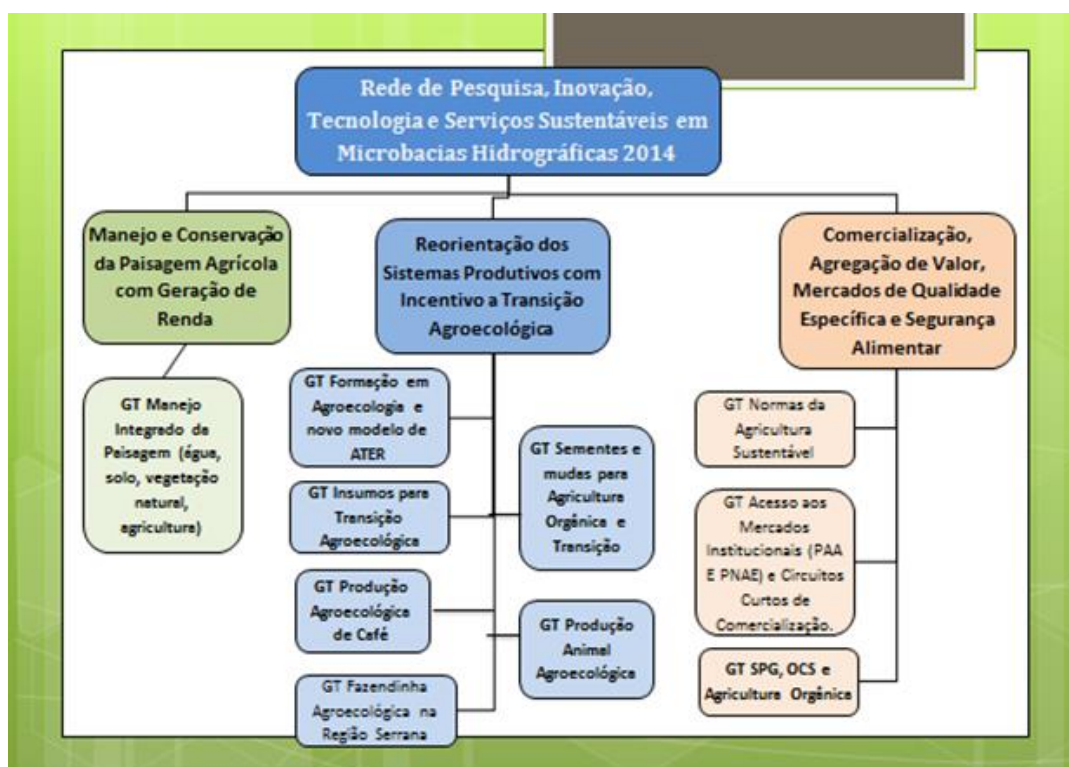 Rede de Pesquisa, Inovação,
Tecnologia e Serviços Sustentáveis em
Microbacias Hidrográficas 2014
Manejo e Conservação
da Paisagem Agrícola
com Geração de
Renda
GT Manejo
Integrado da
Paisagem (água,
solo, vegetação
natural,
agricultura)
Reorientação dos
Sistemas Produtivos com
Incentivo a Transição
Agroecológica
GT Formação em
Agroecologia e
novo modelo de
ATER
GT Insumos para
Transição
Agroecológica
GT Produção
Agroecológica
de Café
GT Fazendinha
Agroecológica na
Região Serrana
GT Sementes e
mudas para
Agricultura
Orgânica e
Transição
GT Produção
Animal
Agroecológica
Comercialização,
Agregação de Valor,
Mercados de Qualidade
Específica e Segurança
Alimentar
GT Normas da
Agricultura
Sustentável
GT Acesso aos
Mercados
Institucionais (PAA
E PNAE) e Circuitos
Curtos de
Comercialização.
GT SPG, OCS e
Agricultura Orgânica